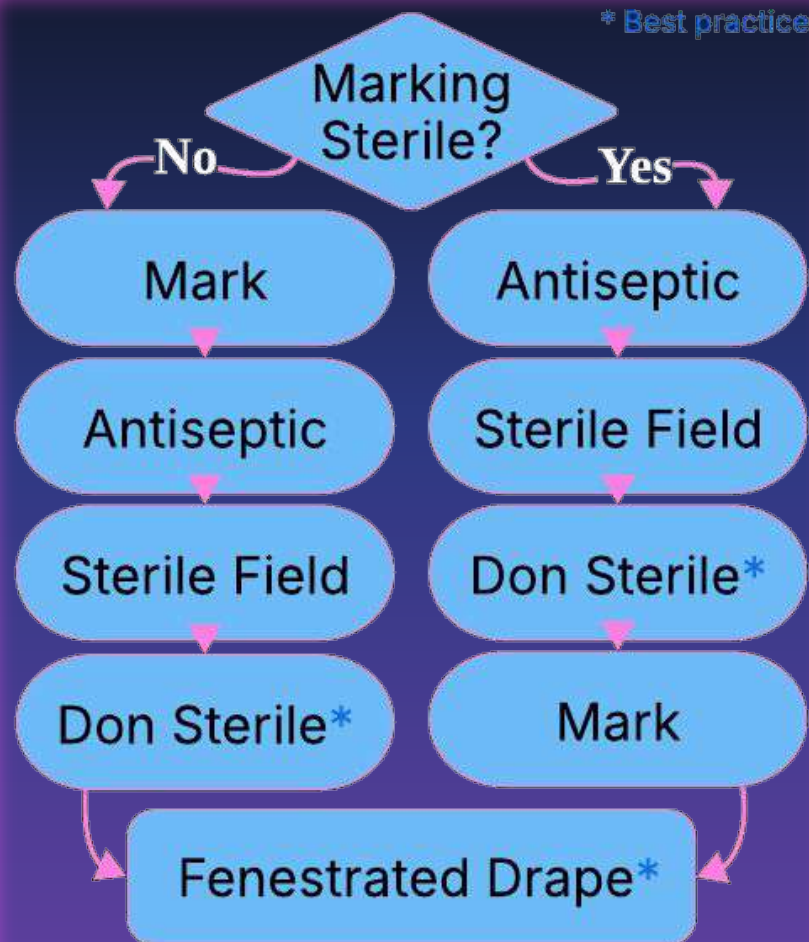 * Best practice
Marking
Sterile?
No
Yes
Mark
Antiseptic
Antiseptic
Sterile Field
Sterile Field
Don Sterile*
Don Sterile*
Mark
Fenestrated Drape*